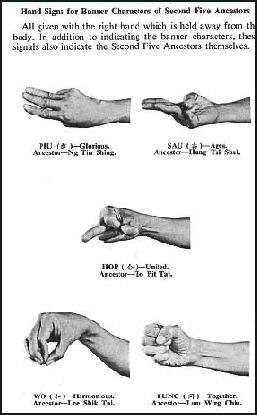 Hand Signs for Banner Characters of Second Five Ancestors
All given with the right hand which is held away from th
body. In addition to indicating the banner characters, thes
signals also indicate the Second Five Ancestors themselves.
PIU ( )—Glorious.
Ancestor—Ng Tin Shing.
SAU ( )—Ages.
Ancestor—Hung Tai Sui.
HOP ( )—United.
Ancestor—To Pit Tat.
WO ( )—Harmonious.
Ancestor—Lee Shik Tai.
TUNG ( )—Together.
Ancestor—Lam Wing Chiu.